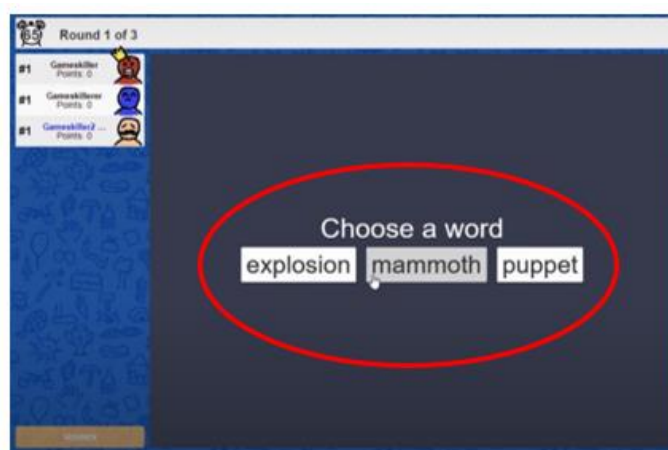 65 Round 1 of 3
#1 Gameskiller
Points: 0
#1 Gameskillerer
Points: 0
#1 Gameskiller2 ...
Points: 0
Choose a word
explosion mammoth puppet